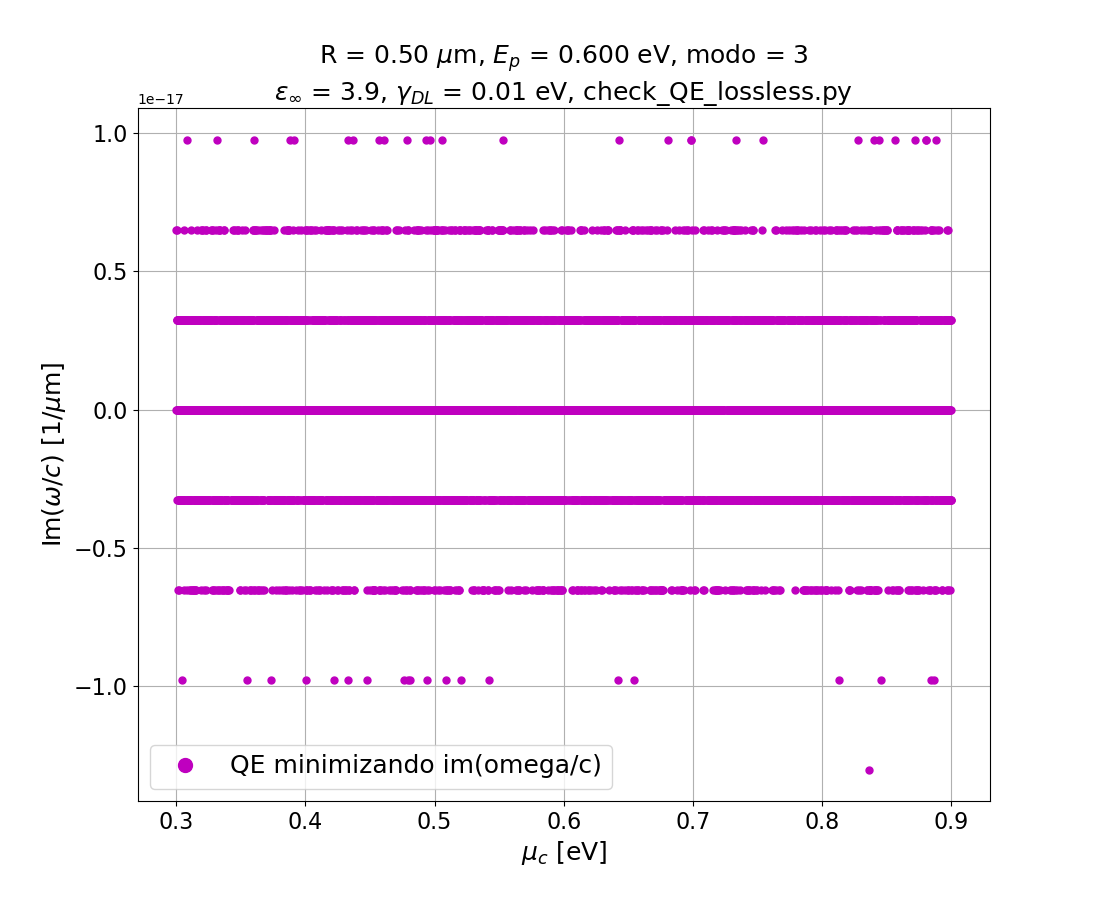 R = 0.50 μm, E_p = 0.600 eV, modo = 3
ε_∞ = 3.9, γ_DL = 0.01 eV, check_QE_lossless.py
1e−17
1.0
0.5
0.0
−0.5
−1.0
Im(ω/c) [1/μm]
QE minimizando im(omega/c)
0.3 0.4 0.5 0.6 0.7 0.8 0.9
μ_c [eV]